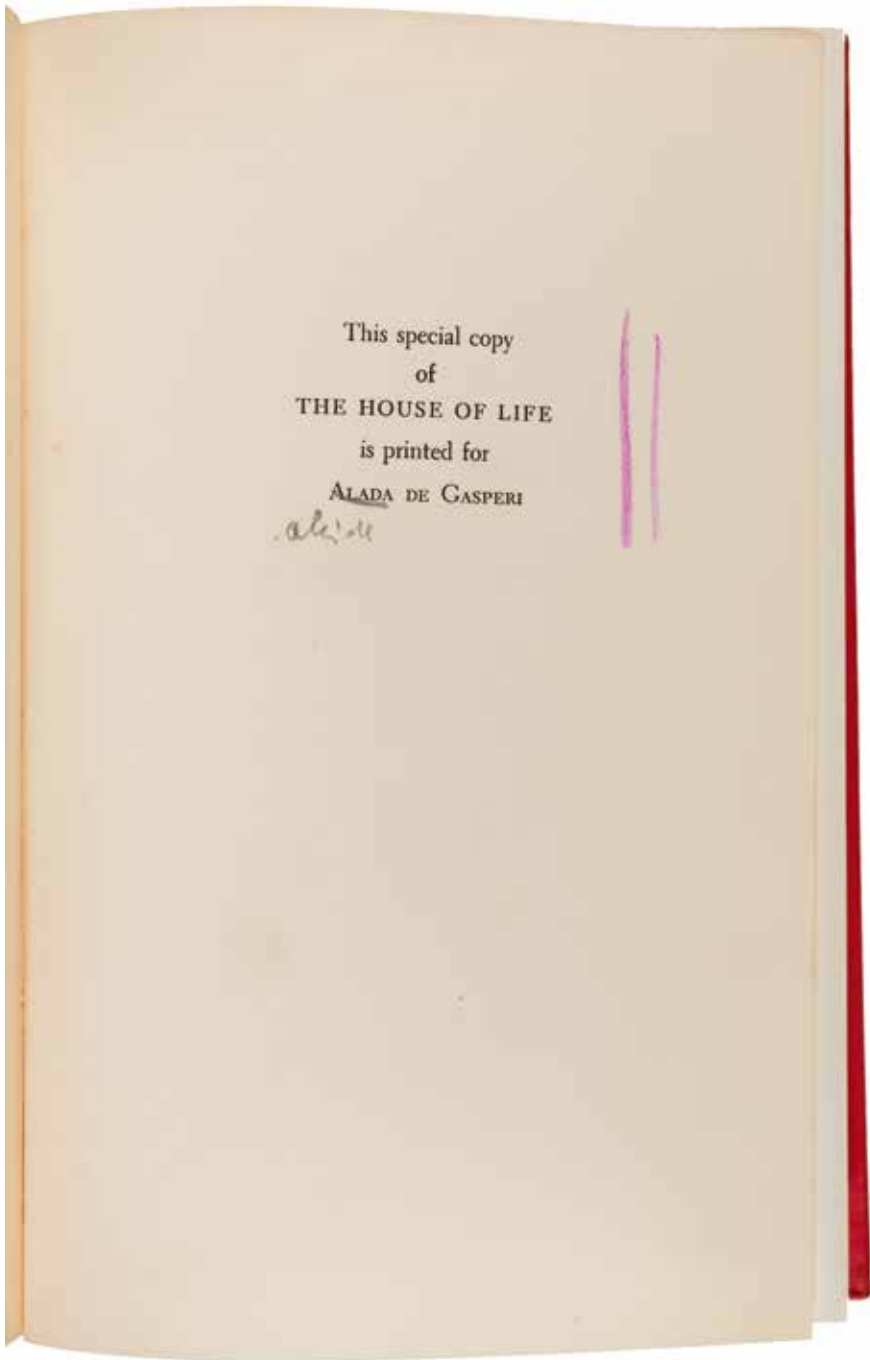 This special copy
of
THE HOUSE OF LIFE
is printed for
ALADA DE GASPERI